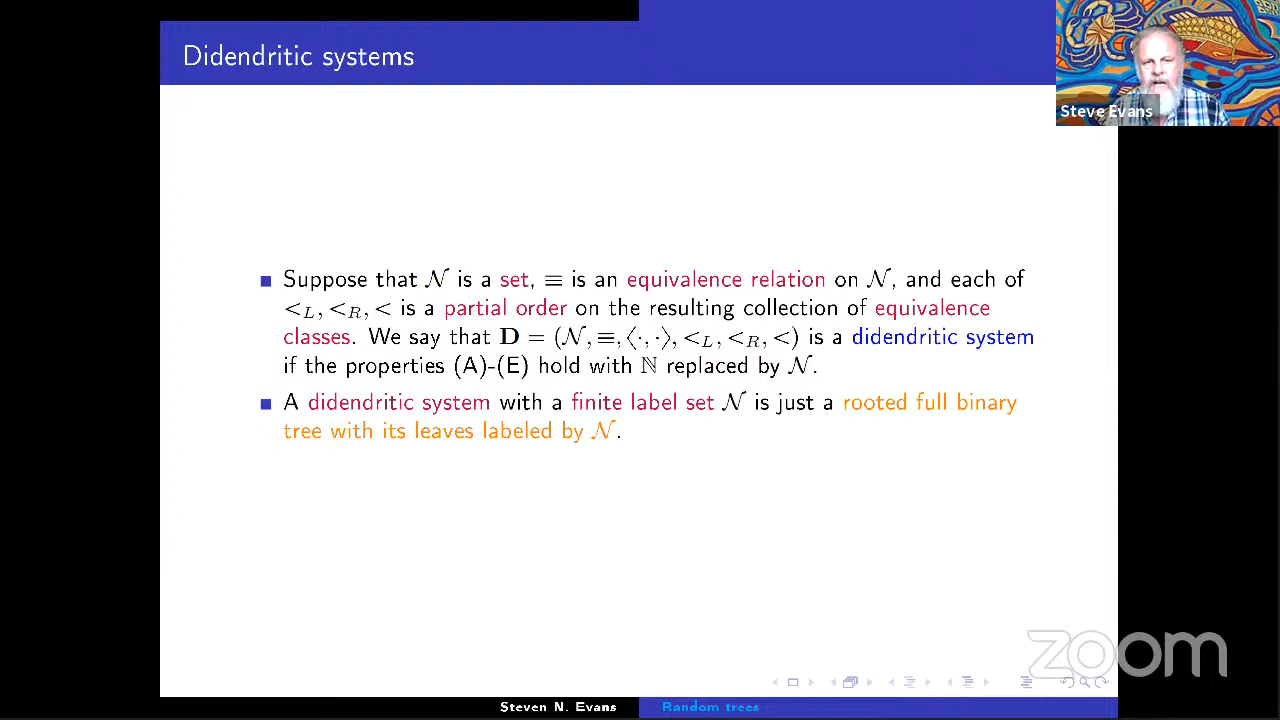 Didendritic systems
Steve Evans
Suppose that 𝒩 is a set, ≡ is an equivalence relation on 𝒩, and each of
<_L, <_R, < is a partial order on the resulting collection of equivalence
classes. We say that 𝐃 = (𝒩, ≡, ⟨·, ·⟩, <_L, <_R, <) is a didendritic system
if the properties (A)-(E) hold with ℕ replaced by 𝒩.
A didendritic system with a finite label set 𝒩 is just a rooted full binary
tree with its leaves labeled by 𝒩.
zoom
Steven N. Evans
Random trees